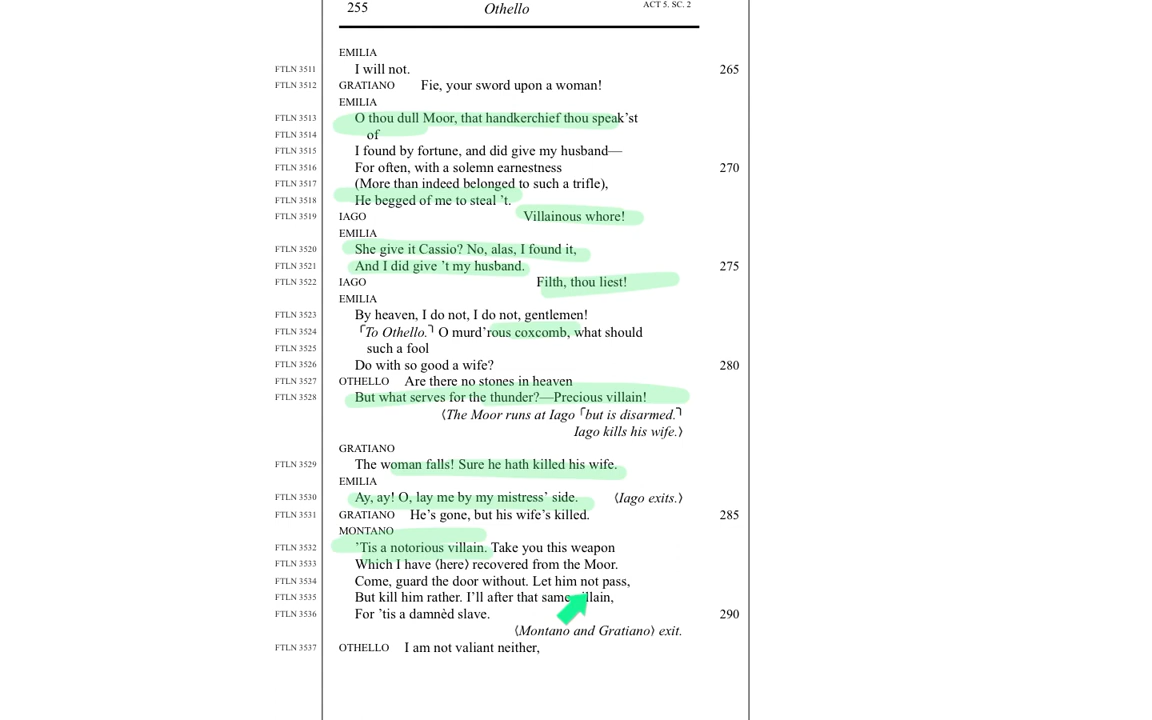 255 Othello ACT 5. SC. 2
EMILIA
FTLN 3511 I will not. 265
FTLN 3512 GRATIANO Fie, your sword upon a woman!
EMILIA
FTLN 3513 O thou dull Moor, that handkerchief thou speak’st
FTLN 3514 of
FTLN 3515 I found by fortune, and did give my husband—
FTLN 3516 For often, with a solemn earnestness 270
FTLN 3517 (More than indeed belonged to such a trifle),
FTLN 3518 He begged of me to steal ’t.
FTLN 3519 IAGO Villainous whore!
EMILIA
FTLN 3520 She give it Cassio? No, alas, I found it,
FTLN 3521 And I did give ’t my husband. 275
FTLN 3522 IAGO Filth, thou liest!
EMILIA
FTLN 3523 By heaven, I do not, I do not, gentlemen!
FTLN 3524 ⌜To Othello.⌝ O murd’rous coxcomb, what should
FTLN 3525 such a fool
FTLN 3526 Do with so good a wife? 280
FTLN 3527 OTHELLO Are there no stones in heaven
FTLN 3528 But what serves for the thunder?—Precious villain!
⟨The Moor runs at Iago ⌜but is disarmed.⌝
Iago kills his wife.⟩
GRATIANO
FTLN 3529 The woman falls! Sure he hath killed his wife.
EMILIA
FTLN 3530 Ay, ay! O, lay me by my mistress’ side. ⟨Iago exits.⟩
FTLN 3531 GRATIANO He’s gone, but his wife’s killed. 285
MONTANO
FTLN 3532 ’Tis a notorious villain. Take you this weapon
FTLN 3533 Which I have ⟨here⟩ recovered from the Moor.
FTLN 3534 Come, guard the door without. Let him not pass,
FTLN 3535 But kill him rather. I’ll after that same villain,
FTLN 3536 For ’tis a damnèd slave. 290
⟨Montano and Gratiano⟩ exit.
FTLN 3537 OTHELLO I am not valiant neither,